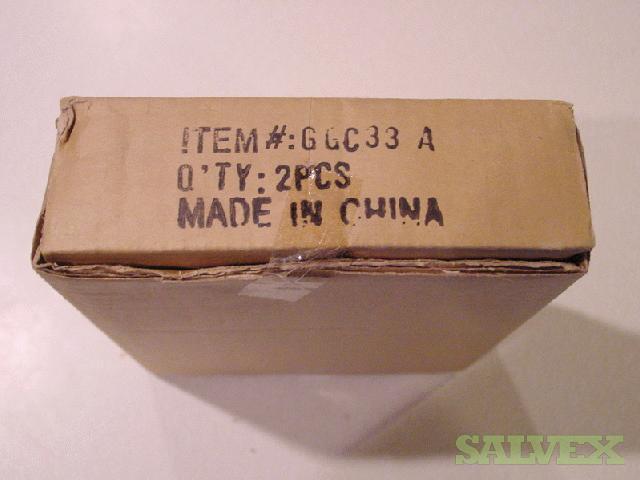 ITEM #: GGC33 A
Q'TY: 2PCS
MADE IN CHINA
SALVEX